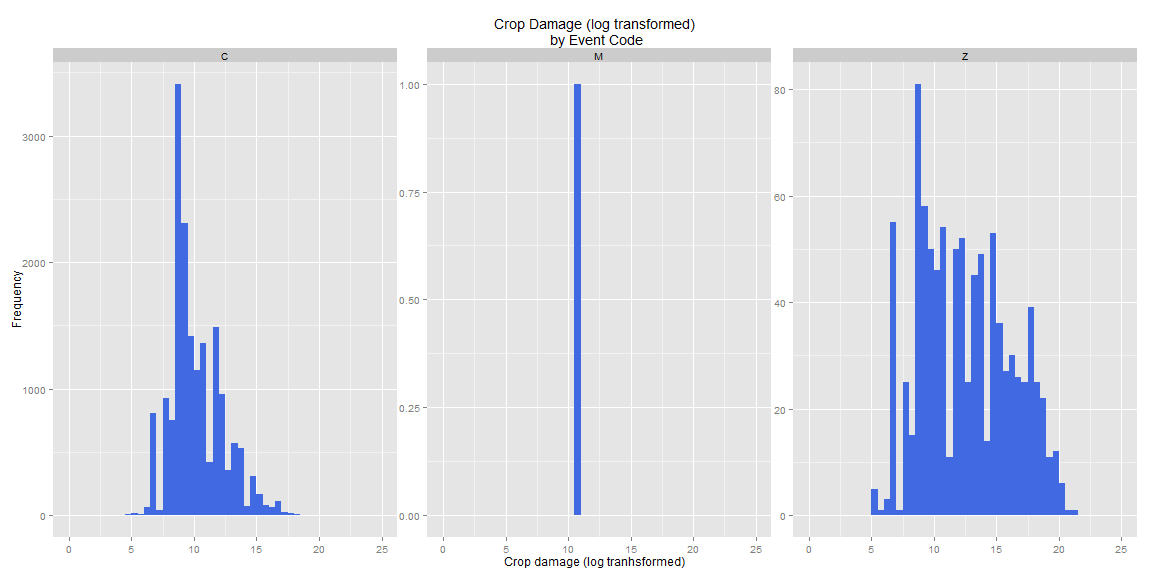 Crop Damage (log transformed)
by Event Code
C
M
Z
Frequency
3000
2000
1000
0
1.00
0.75
0.50
0.25
0.00
80
60
40
20
0
0 5 10 15 20 25
0 5 10 15 20 25
0 5 10 15 20 25
Crop damage (log tranhsformed)